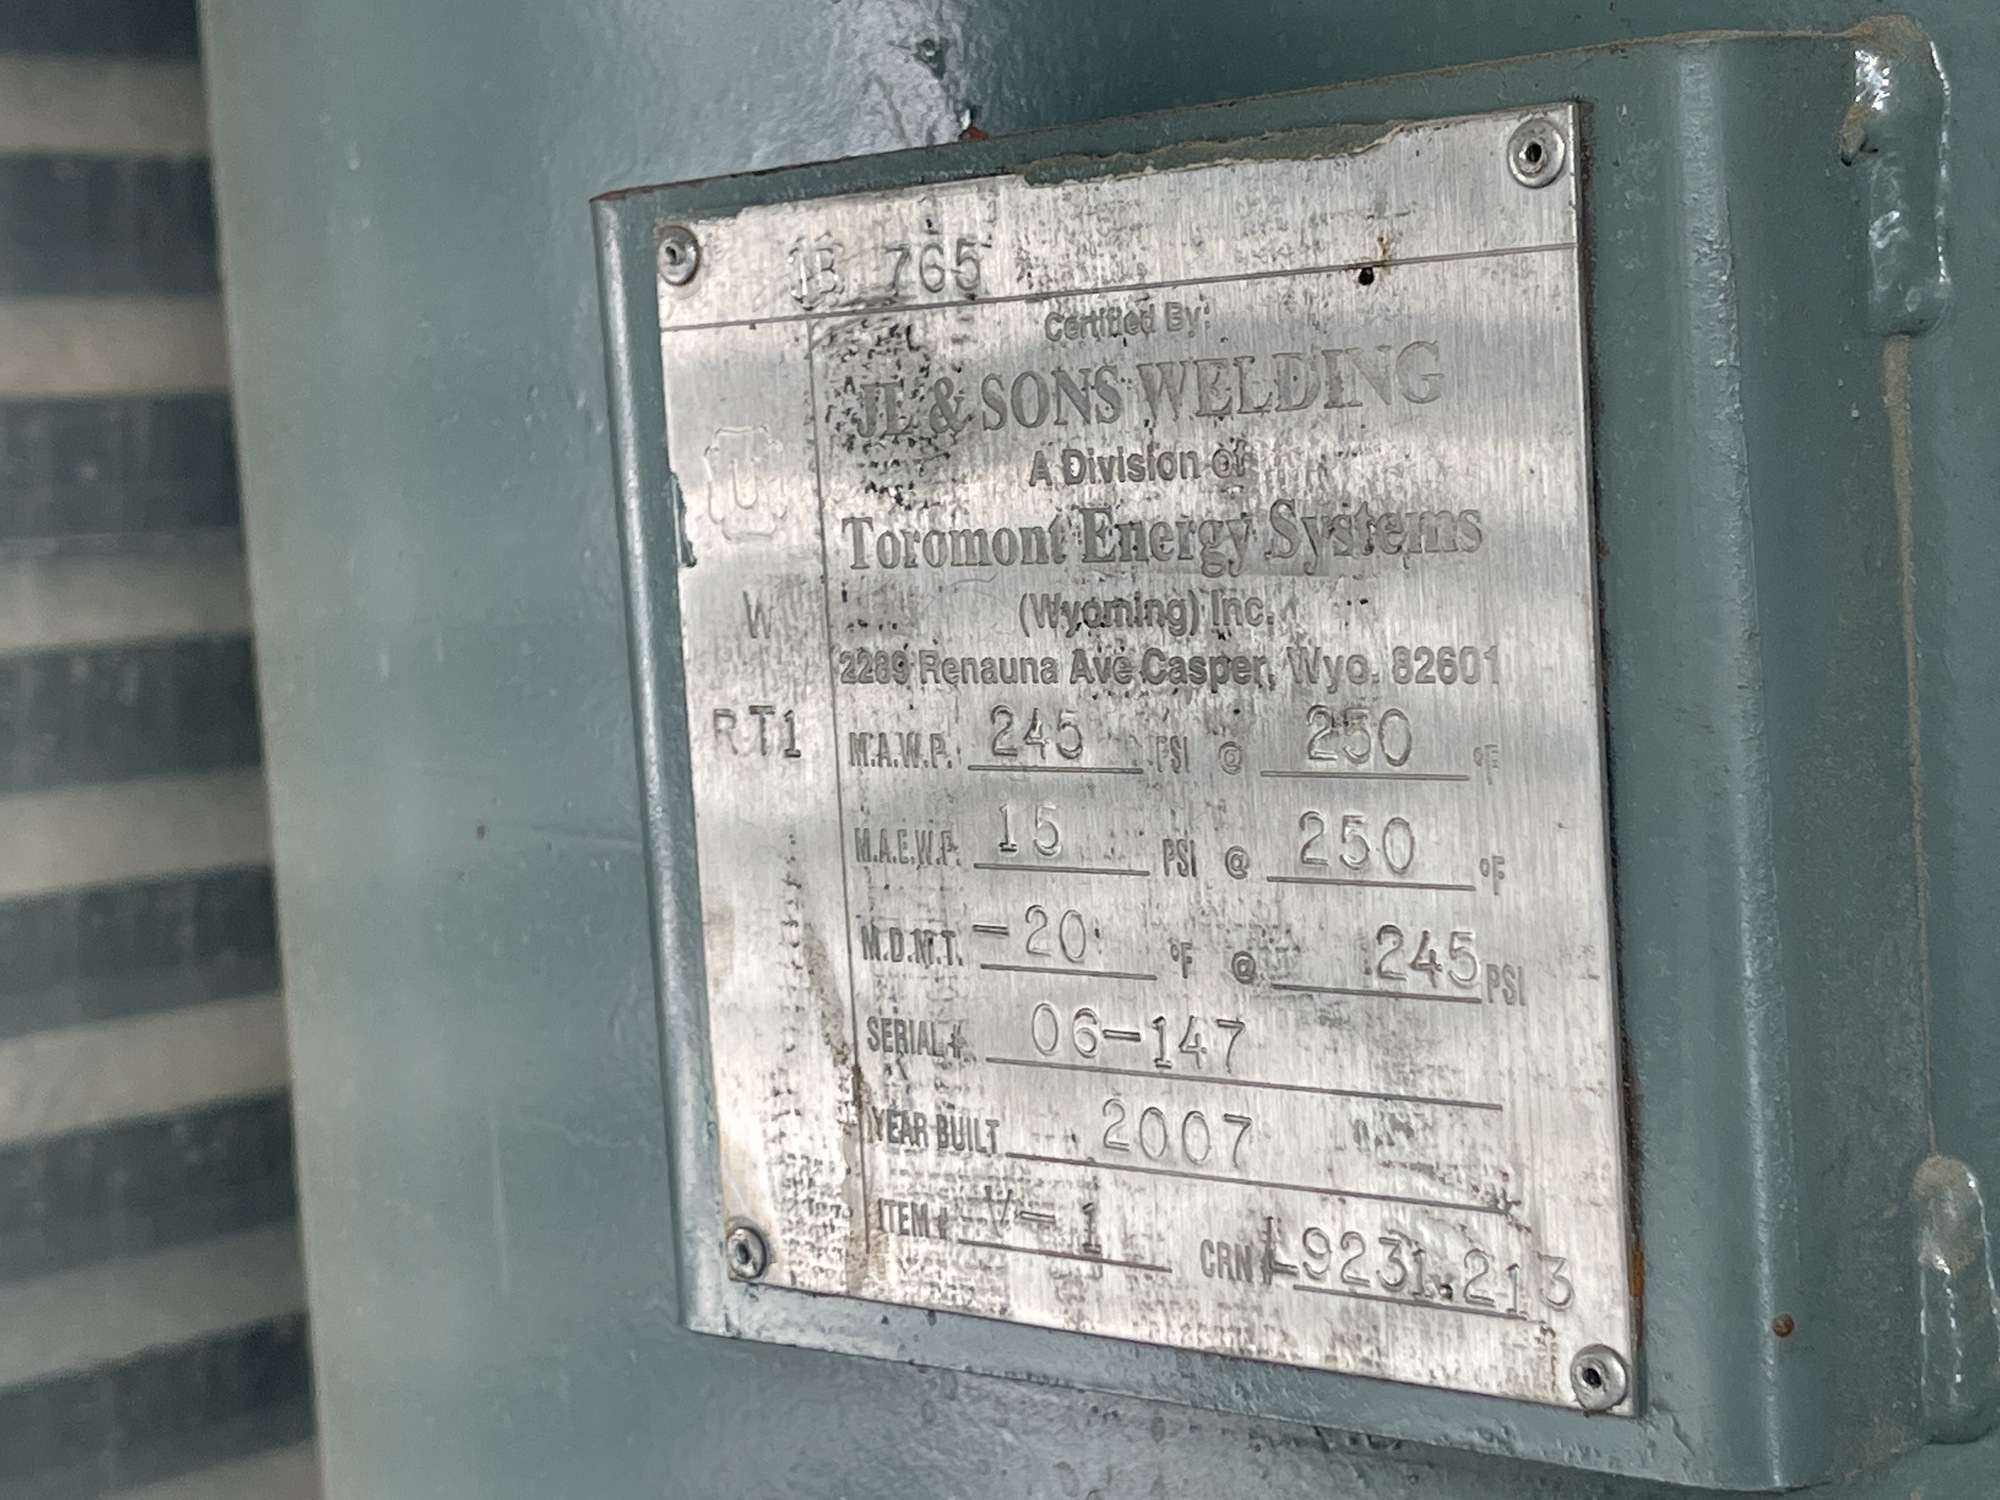 765
Certified By:
JL & SONS WELDING
A Division of
U
Toromont Energy Systems
(Wyoming) Inc.
W
2289 Renauna Ave Casper, Wyo. 82601
RT1
M.A.W.P. 245 PSI @ 250 °F
M.A.E.W.P. 15 PSI @ 250 °F
M.D.M.T. -20 °F @ 245 PSI
SERIAL # 06-147
YEAR BUILT 2007
ITEM # V-1 CRN # L9231.213